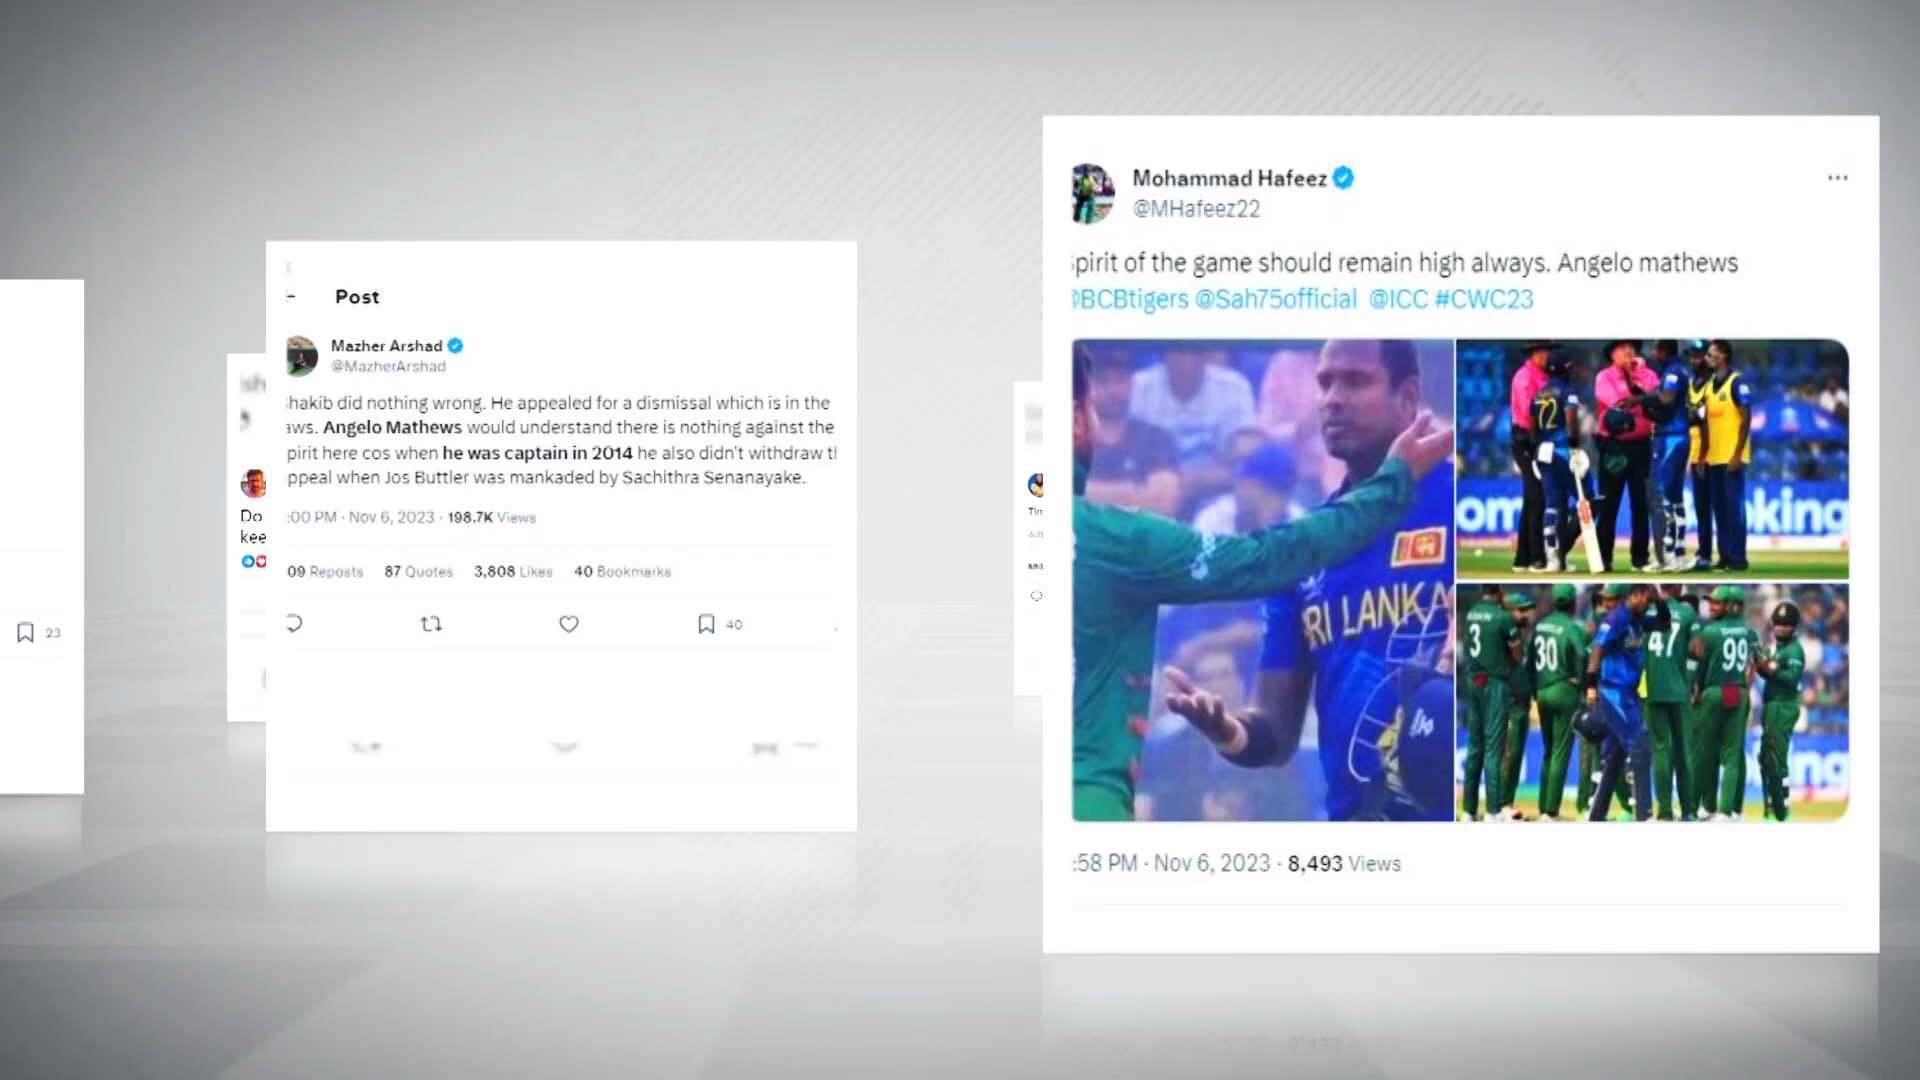 23
Do
kee
Post
Mazher Arshad
@MazherArshad
hakib did nothing wrong. He appealed for a dismissal which is in the
aws. Angelo Mathews would understand there is nothing against the
pirit here cos when he was captain in 2014 he also didn't withdraw tl
ppeal when Jos Buttler was mankaded by Sachithra Senanayake.
:00 PM · Nov 6, 2023 · 198.7K Views
09 Reposts 87 Quotes 3,808 Likes 40 Bookmarks
40
Tin
Mohammad Hafeez
@MHafeez22
pirit of the game should remain high always. Angelo mathews
@BCBtigers @Sah75official @ICC #CWC23
RI LANKA
72
om
oking
3
30
47
99
ing
:58 PM · Nov 6, 2023 · 8,493 Views